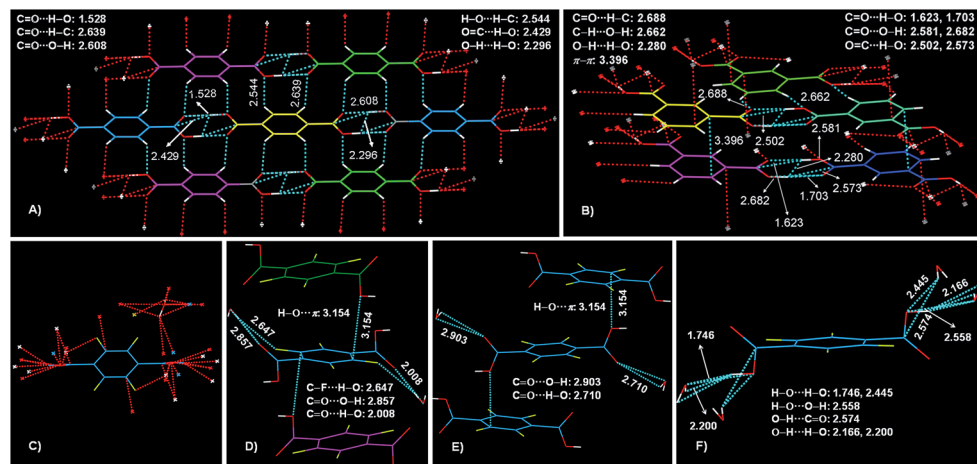 C=O···H–O: 1.528
C=O···H–C: 2.639
C=O···O–H: 2.608
H–O···H–C: 2.544
O=C···H–O: 2.429
O–H···H–O: 2.296
1.528
2.544
2.639
2.608
2.429
2.296
A)
C=O···H–C: 2.688
C–H···O–H: 2.662
O–H···H–O: 2.280
π–π: 3.396
C=O···H–O: 1.623, 1.703
C=O···O–H: 2.581, 2.682
O=C···H–O: 2.502, 2.573
2.688
2.662
3.396
2.502
2.581
2.280
2.682
2.573
1.703
1.623
B)
C)
H–O···π: 3.154
2.647
2.857
3.154
2.008
C–F···H–O: 2.647
C=O···O–H: 2.857
C=O···H–O: 2.008
D)
H–O···π: 3.154
3.154
2.903
2.710
C=O···O–H: 2.903
C=O···H–O: 2.710
E)
2.445
2.166
2.574
2.558
1.746
2.200
H–O···H–O: 1.746, 2.445
H–O···O–H: 2.558
O–H···C=O: 2.574
O–H···H–O: 2.166, 2.200
F)